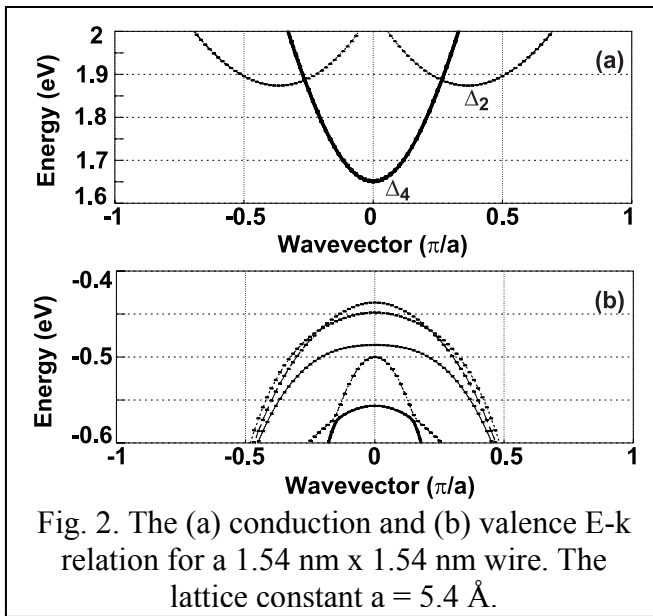 2
(a)
1.9
Energy (eV)
1.8
Δ2
1.7
Δ4
1.6
-1 -0.5 0 0.5 1
Wavevector (π/a)
-0.4
(b)
Energy (eV)
-0.5
-0.6
-1 -0.5 0 0.5 1
Wavevector (π/a)
Fig. 2. The (a) conduction and (b) valence E-k
relation for a 1.54 nm x 1.54 nm wire. The
lattice constant a = 5.4 Å.